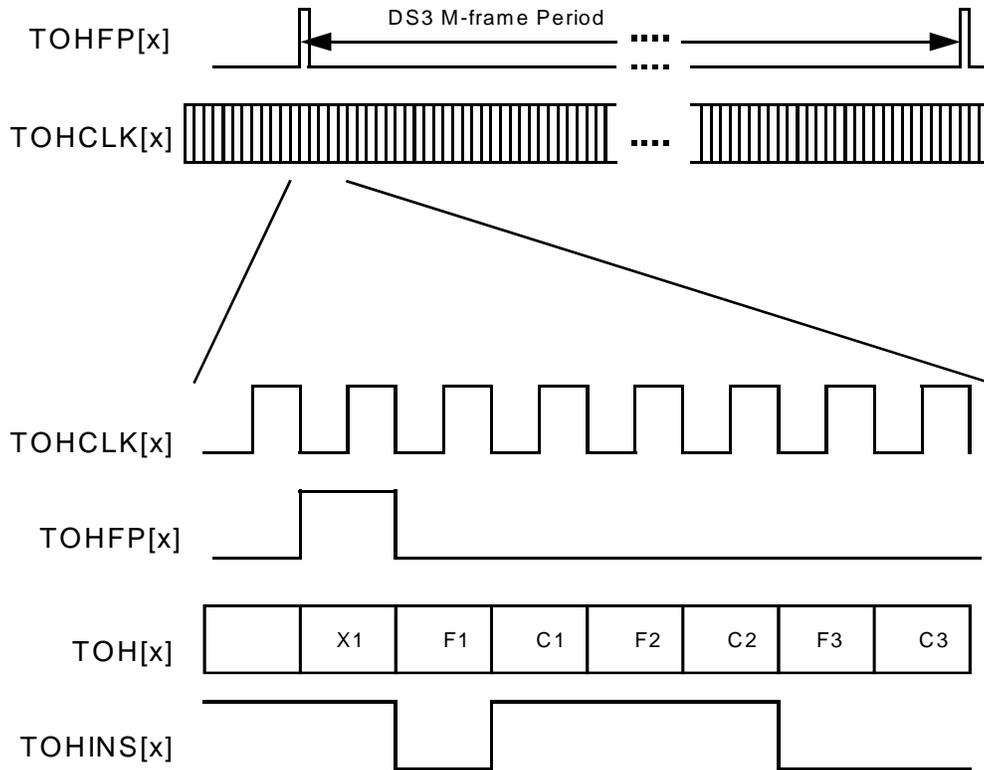 DS3 M-frame Period
TOHFP[x]
TOHCLK[x]
TOHCLK[x]
TOHFP[x]
TOH[x] X1 F1 C1 F2 C2 F3 C3
TOHINS[x]